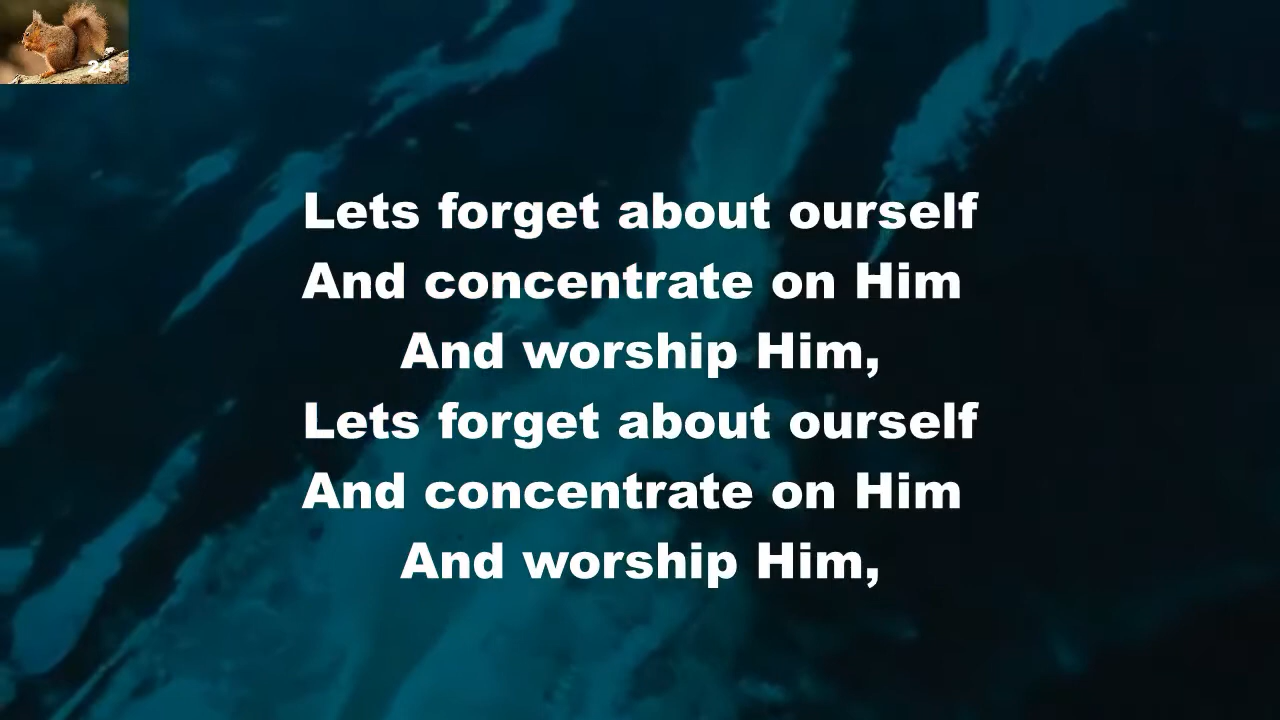 24
Lets forget about ourself
And concentrate on Him
And worship Him,
Lets forget about ourself
And concentrate on Him
And worship Him,